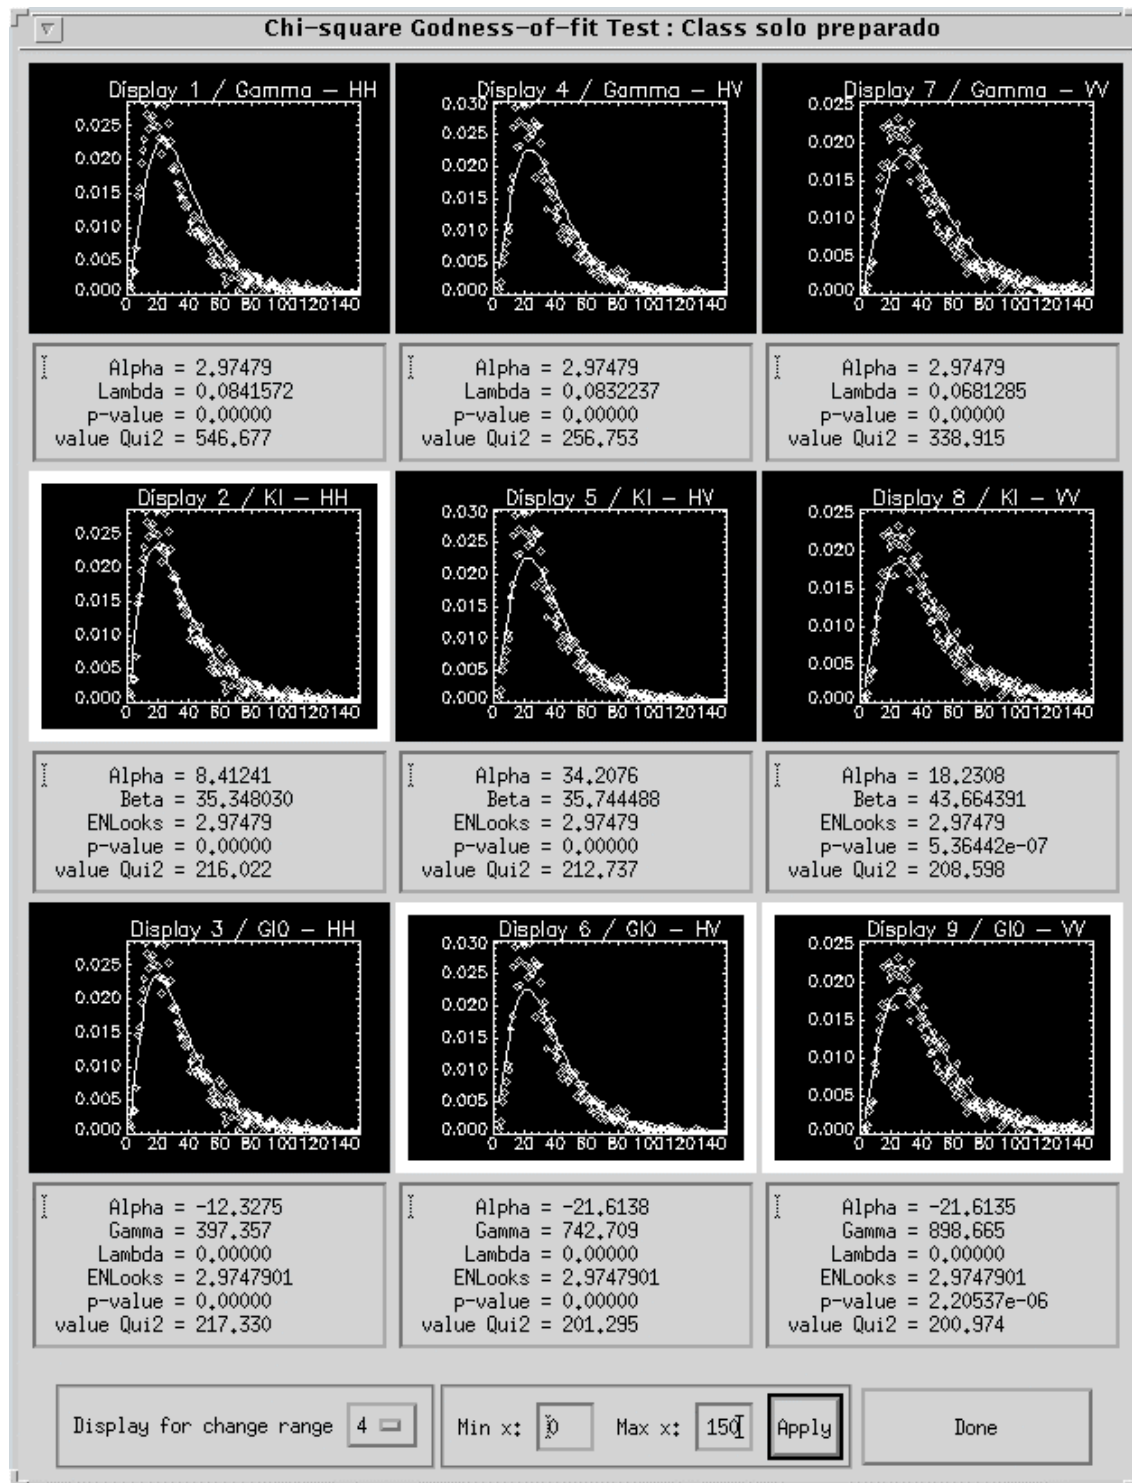 Chi-square Godness-of-fit Test : Class solo preparado
Display 1 / Gamma - HH
0.025
0.020
0.015
0.010
0.005
0.000
0 20 40 60 80 100120140
Display 4 / Gamma - HV
0.030
0.025
0.020
0.015
0.010
0.005
0.000
0 20 40 60 80 100120140
Display 7 / Gamma - VV
0.025
0.020
0.015
0.010
0.005
0.000
0 20 40 60 80 100120140
Alpha = 2.97479
Lambda = 0.0841572
p-value = 0.00000
value Qui2 = 546.677
Alpha = 2.97479
Lambda = 0.0832237
p-value = 0.00000
value Qui2 = 256.753
Alpha = 2.97479
Lambda = 0.0681285
p-value = 0.00000
value Qui2 = 338.915
Display 2 / KI - HH
0.025
0.020
0.015
0.010
0.005
0.000
0 20 40 60 80 100120140
Display 5 / KI - HV
0.030
0.025
0.020
0.015
0.010
0.005
0.000
0 20 40 60 80 100120140
Display 8 / KI - VV
0.025
0.020
0.015
0.010
0.005
0.000
0 20 40 60 80 100120140
Alpha = 8.41241
Beta = 35.348030
ENLooks = 2.97479
p-value = 0.00000
value Qui2 = 216.022
Alpha = 34.2076
Beta = 35.744488
ENLooks = 2.97479
p-value = 0.00000
value Qui2 = 212.737
Alpha = 18.2308
Beta = 43.664391
ENLooks = 2.97479
p-value = 5.36442e-07
value Qui2 = 208.598
Display 3 / GI0 - HH
0.025
0.020
0.015
0.010
0.005
0.000
0 20 40 60 80 100120140
Display 6 / GI0 - HV
0.030
0.025
0.020
0.015
0.010
0.005
0.000
0 20 40 60 80 100120140
Display 9 / GI0 - VV
0.025
0.020
0.015
0.010
0.005
0.000
0 20 40 60 80 100120140
Alpha = -12.3275
Gamma = 397.357
Lambda = 0.00000
ENLooks = 2.9747901
p-value = 0.00000
value Qui2 = 217.330
Alpha = -21.6138
Gamma = 742.709
Lambda = 0.00000
ENLooks = 2.9747901
p-value = 0.00000
value Qui2 = 201.295
Alpha = -21.6135
Gamma = 898.665
Lambda = 0.00000
ENLooks = 2.9747901
p-value = 2.20537e-06
value Qui2 = 200.974
Display for change range 4
Min x: 0 Max x: 150 Apply
Done